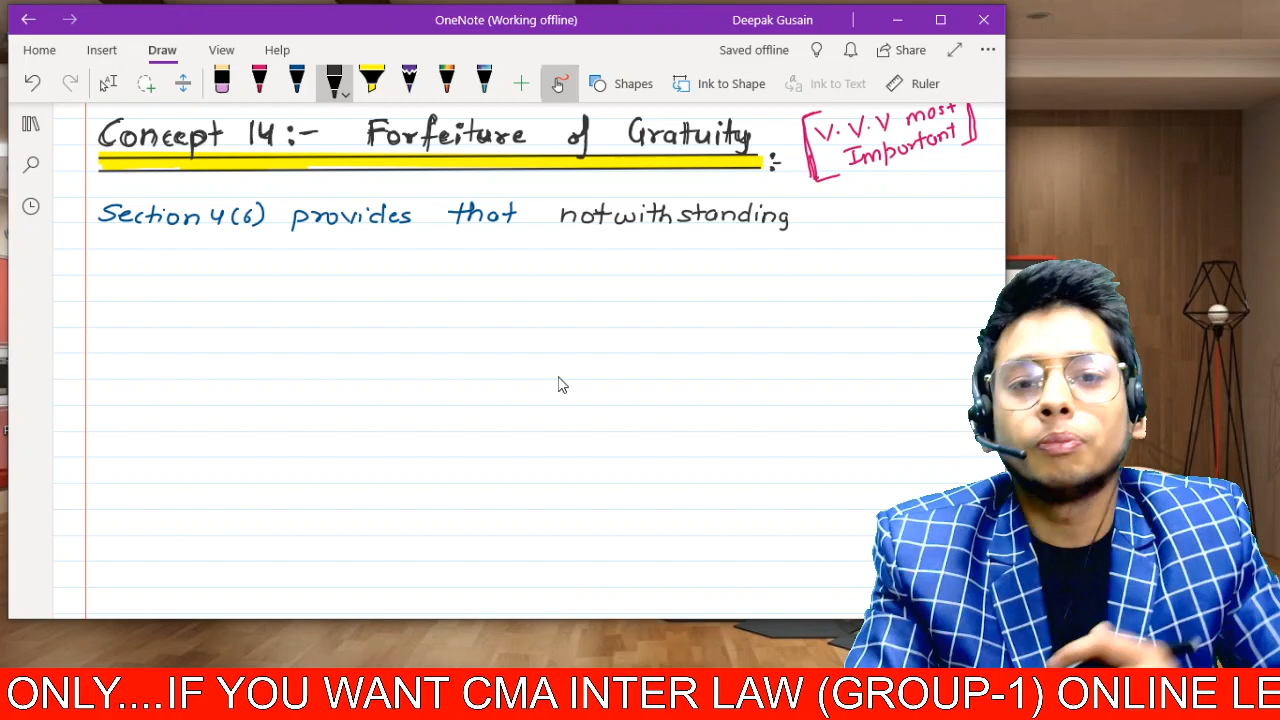 OneNote (Working offline)
Deepak Gusain
Home Insert Draw View Help
Saved offline Share
Shapes Ink to Shape Ink to Text Ruler
Concept 14:- Forfeiture of Gratuity :-
[V. V. V most
Important]
Section 4(6) provides that notwithstanding
ONLY....IF YOU WANT CMA INTER LAW (GROUP-1) ONLINE LE